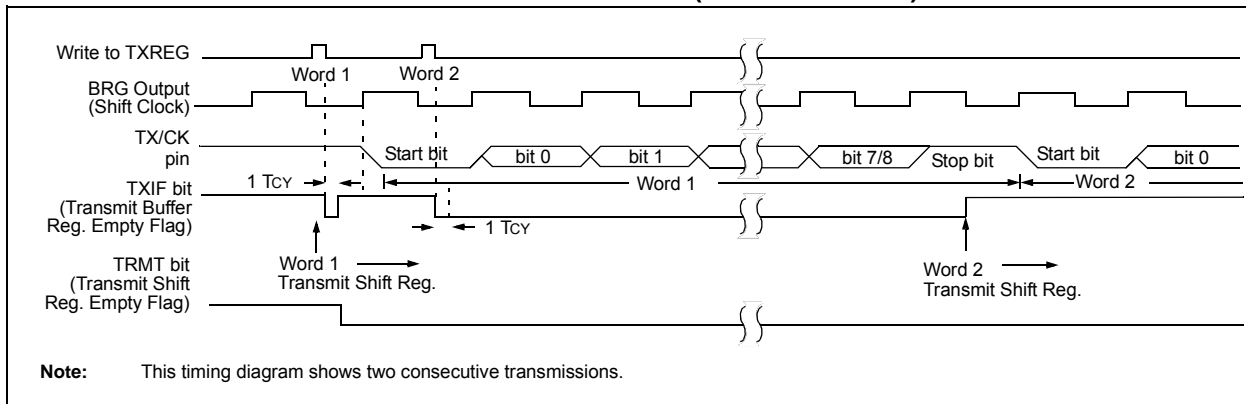 Write to TXREG
Word 1
Word 2
BRG Output
(Shift Clock)
TX/CK
pin
Start bit
bit 0
bit 1
bit 7/8
Stop bit
Start bit
bit 0
1 TCY
Word 1
Word 2
TXIF bit
(Transmit Buffer
Reg. Empty Flag)
1 TCY
Word 1
Transmit Shift Reg.
Word 2
Transmit Shift Reg.
TRMT bit
(Transmit Shift
Reg. Empty Flag)
Note: This timing diagram shows two consecutive transmissions.